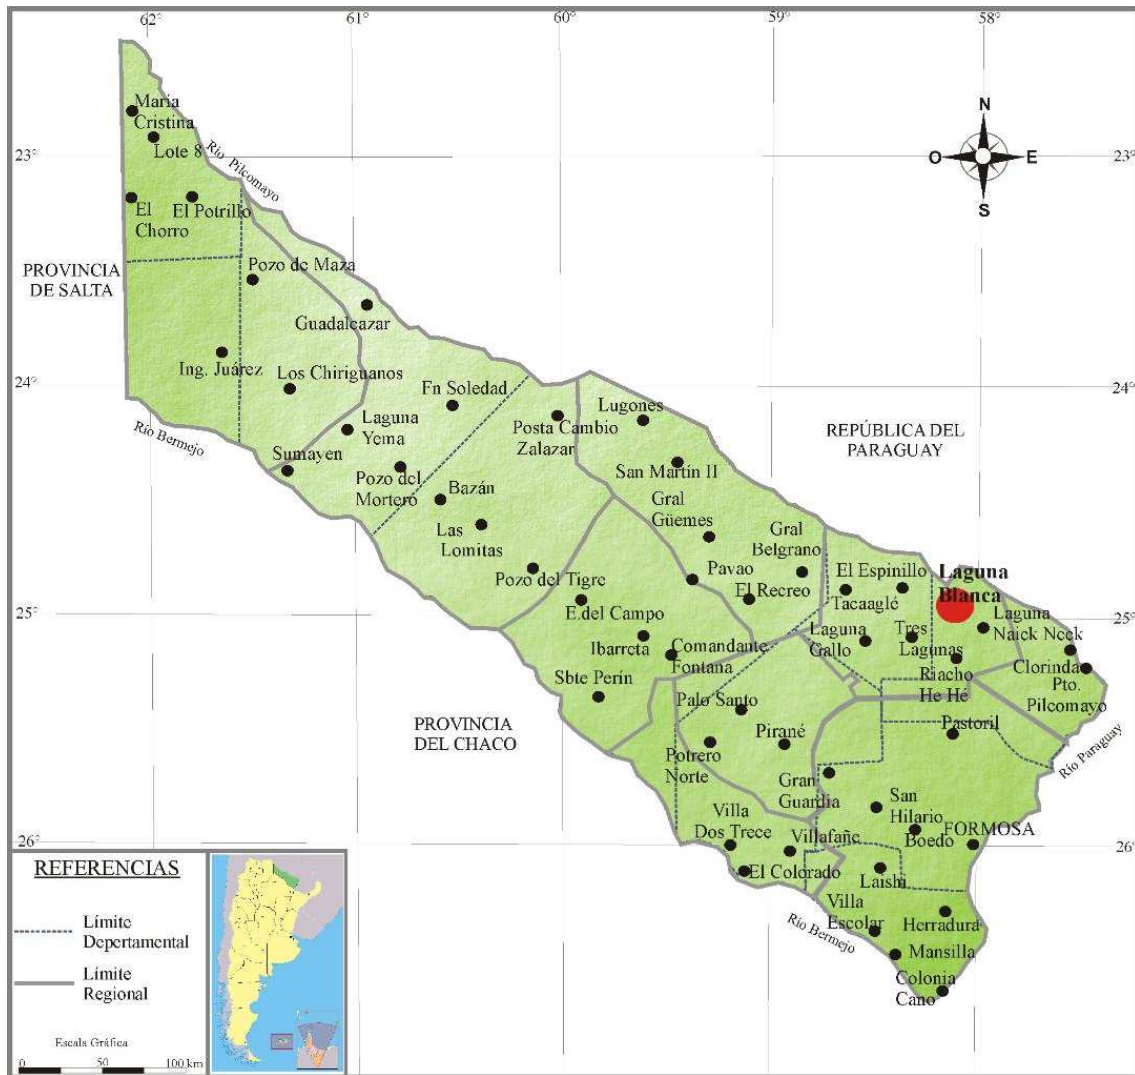 62°
61°
60°
59°
58°
N
O
E
S
23°
23°
24°
24°
25°
25°
26°
26°
María
Cristina
Lote 8
Río Pilcomayo
El
Chorro
El Potrillo
PROVINCIA
DE SALTA
Pozo de Maza
Guadalcazar
Ing. Juárez
Los Chiriguanos
Río Bermejo
Fn Soledad
Laguna
Yema
Sumayen
Pozo del
Mortero
Bazán
Las
Lomitas
Posta Cambio
Zalazar
Lugones
REPÚBLICA DEL
PARAGUAY
San Martín II
Gral
Güemes
Gral
Belgrano
Pozo del Tigre
Pavao
El Recreo
El Espinillo
Tacaaglé
Laguna
Blanca
Laguna
Naick Neck
E.del Campo
Ibarreta
Comandante
Fontana
Laguna
Gallo
Tres
Lagunas
Riacho
He Hé
Clorinda
Pto.
Pilcomayo
Sbte Perín
Palo Santo
PROVINCIA
DEL CHACO
Pirané
Pastoril
Río Paraguay
Potrero
Norte
Gran
Guardia
San
Hilario
Boedo
FORMOSA
Villa
Dos Trece
Villafañe
El Colorado
Laishi
Villa
Escolar
Río Bermejo
Herradura
Mansilla
Colonia
Cano
REFERENCIAS
Límite
Departamental
Límite
Regional
Escala Gráfica
0 50 100 km